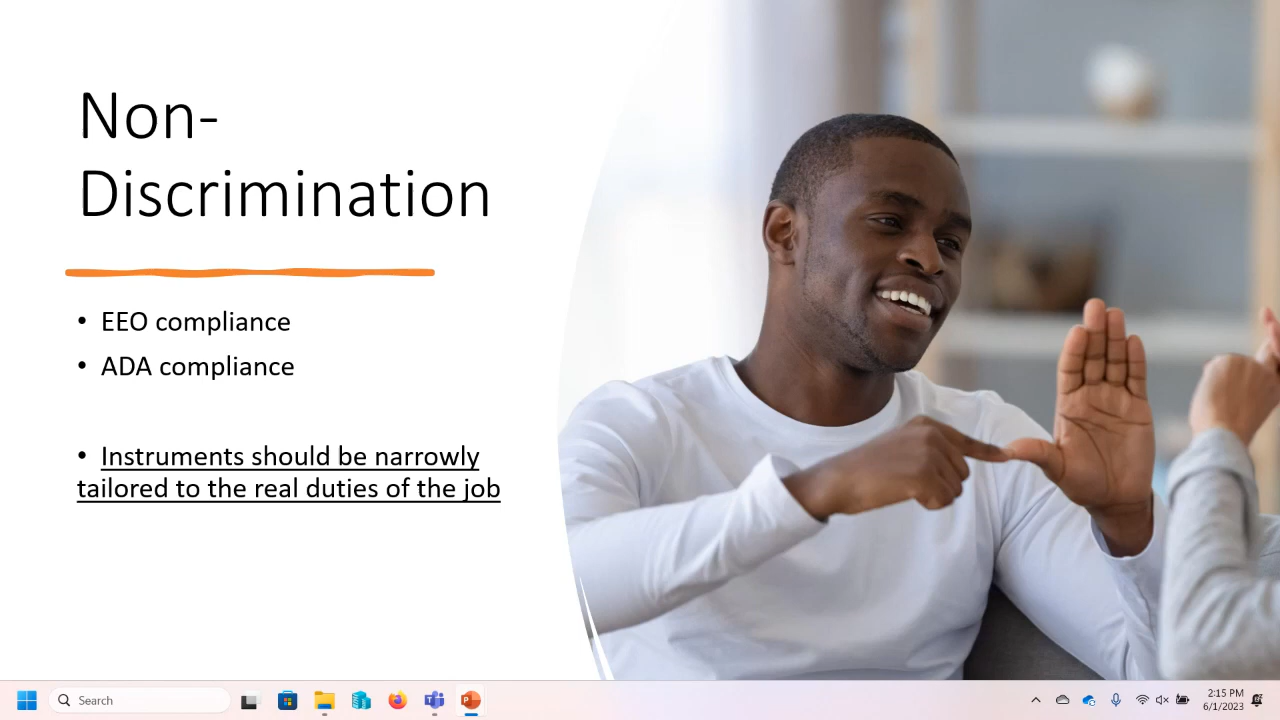 Non-
Discrimination
• EEO compliance
• ADA compliance
• Instruments should be narrowly
tailored to the real duties of the job
Search
2:15 PM
6/1/2023